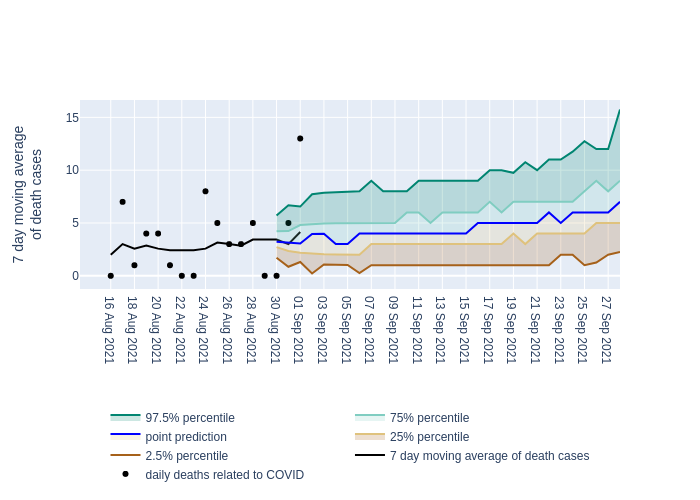 7 day moving average
of death cases
15
10
5
0
16 Aug 2021
18 Aug 2021
20 Aug 2021
22 Aug 2021
24 Aug 2021
26 Aug 2021
28 Aug 2021
30 Aug 2021
01 Sep 2021
03 Sep 2021
05 Sep 2021
07 Sep 2021
09 Sep 2021
11 Sep 2021
13 Sep 2021
15 Sep 2021
17 Sep 2021
19 Sep 2021
21 Sep 2021
23 Sep 2021
25 Sep 2021
27 Sep 2021
97.5% percentile
75% percentile
point prediction
25% percentile
2.5% percentile
7 day moving average of death cases
daily deaths related to COVID